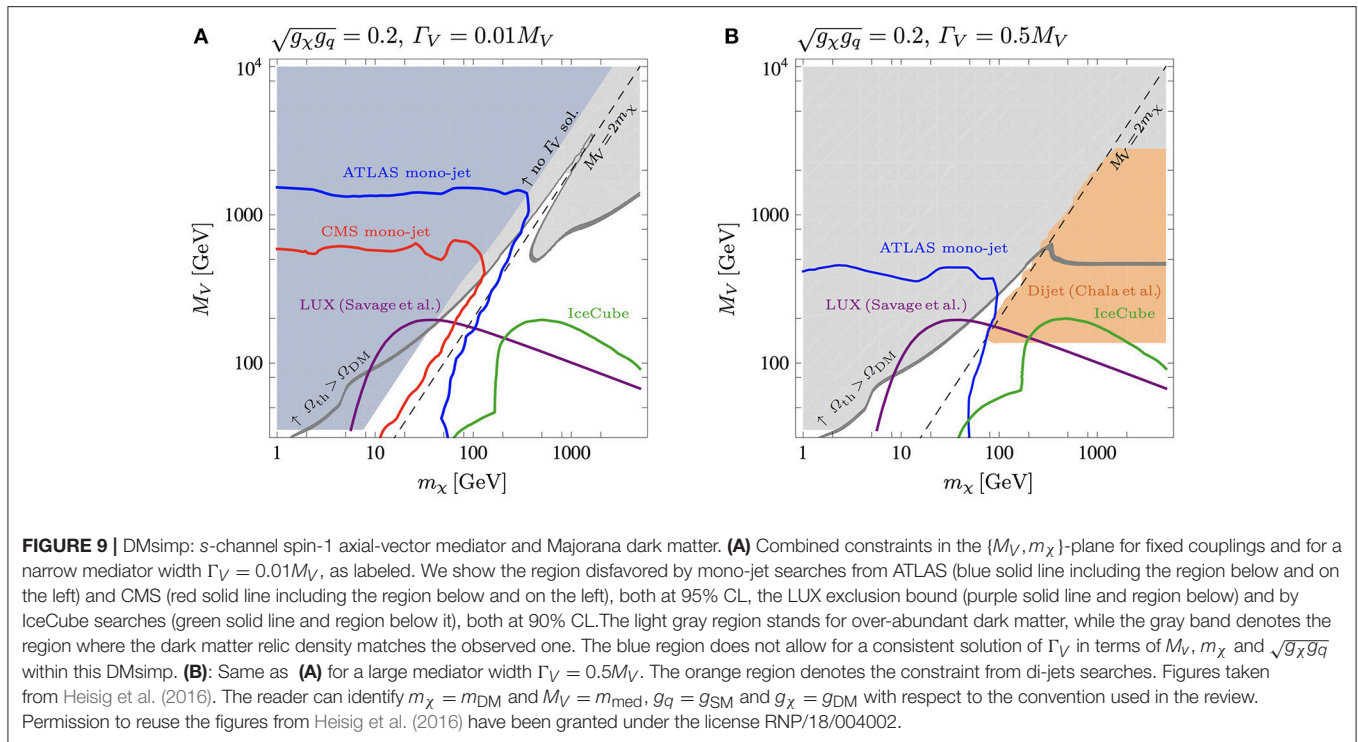 A
√g_χ g_q = 0.2, Γ_V = 0.01M_V
10^4
1000
100
M_V [GeV]
ATLAS mono-jet
CMS mono-jet
LUX (Savage et al.)
IceCube
↑ no Γ_V sol.
M_V = 2m_χ
↑ Ω_th > Ω_DM
1 10 100 1000
m_χ [GeV]
B
√g_χ g_q = 0.2, Γ_V = 0.5M_V
10^4
1000
100
M_V [GeV]
ATLAS mono-jet
LUX (Savage et al.)
Dijet (Chala et al.)
IceCube
M_V = 2m_χ
↑ Ω_th > Ω_DM
1 10 100 1000
m_χ [GeV]
FIGURE 9 | DMsimp: s-channel spin-1 axial-vector mediator and Majorana dark matter. (A) Combined constraints in the {M_V, m_χ}-plane for fixed couplings and for a
narrow mediator width Γ_V = 0.01M_V, as labeled. We show the region disfavored by mono-jet searches from ATLAS (blue solid line including the region below and on
the left) and CMS (red solid line including the region below and on the left), both at 95% CL, the LUX exclusion bound (purple solid line and region below) and by
IceCube searches (green solid line and region below it), both at 90% CL.The light gray region stands for over-abundant dark matter, while the gray band denotes the
region where the dark matter relic density matches the observed one. The blue region does not allow for a consistent solution of Γ_V in terms of M_v, m_χ and √g_χ g_q
within this DMsimp. (B): Same as (A) for a large mediator width Γ_V = 0.5M_V. The orange region denotes the constraint from di-jets searches. Figures taken
from Heisig et al. (2016). The reader can identify m_χ = m_DM and M_V = m_med, g_q = g_SM and g_χ = g_DM with respect to the convention used in the review.
Permission to reuse the figures from Heisig et al. (2016) have been granted under the license RNP/18/004002.